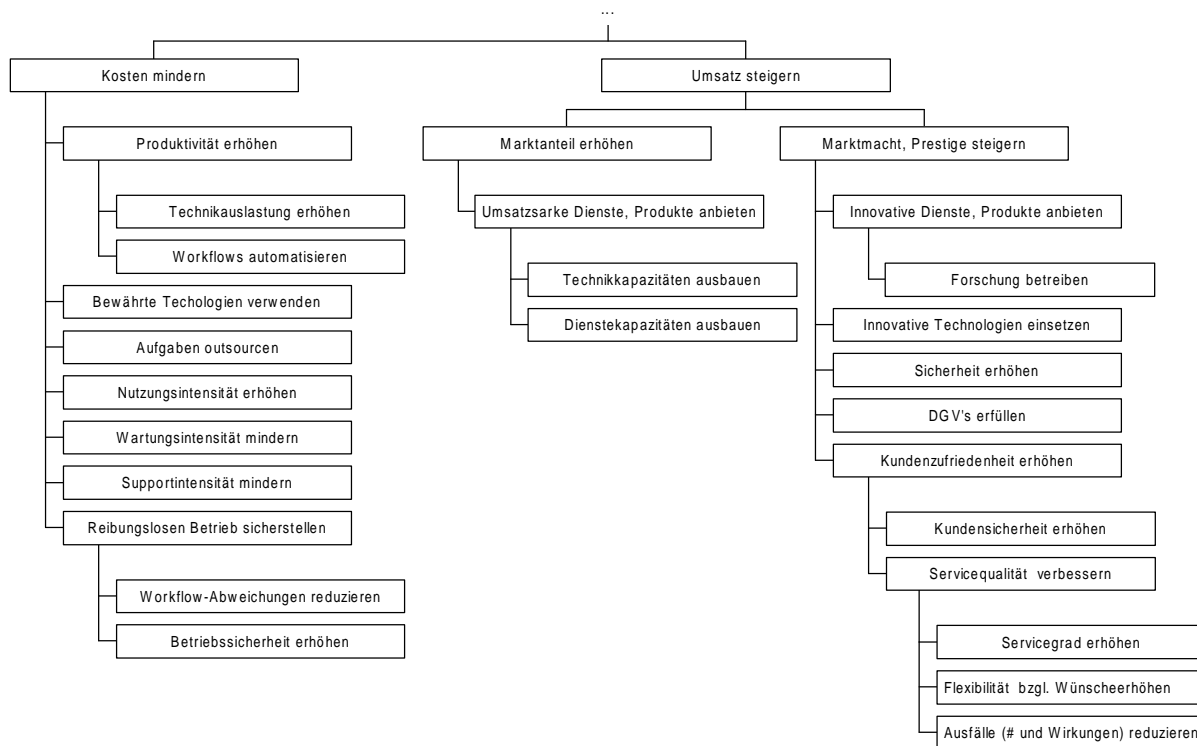 ...
Kosten mindern
Umsatz steigern
Produktivität erhöhen
Technikauslastung erhöhen
Workflows automatisieren
Bewährte Techologien verwenden
Aufgaben outsourcen
Nutzungsintensität erhöhen
Wartungsintensität mindern
Supportintensität mindern
Reibungslosen Betrieb sicherstellen
Workflow-Abweichungen reduzieren
Betriebssicherheit erhöhen
Marktanteil erhöhen
Umsatzsarke Dienste, Produkte anbieten
Technikkapazitäten ausbauen
Dienstekapazitäten ausbauen
Marktmacht, Prestige steigern
Innovative Dienste, Produkte anbieten
Forschung betreiben
Innovative Technologien einsetzen
Sicherheit erhöhen
DGV's erfüllen
Kundenzufriedenheit erhöhen
Kundensicherheit erhöhen
Servicequalität verbessern
Servicegrad erhöhen
Flexibilität bzgl. Wünscheerhöhen
Ausfälle (# und Wirkungen) reduzieren